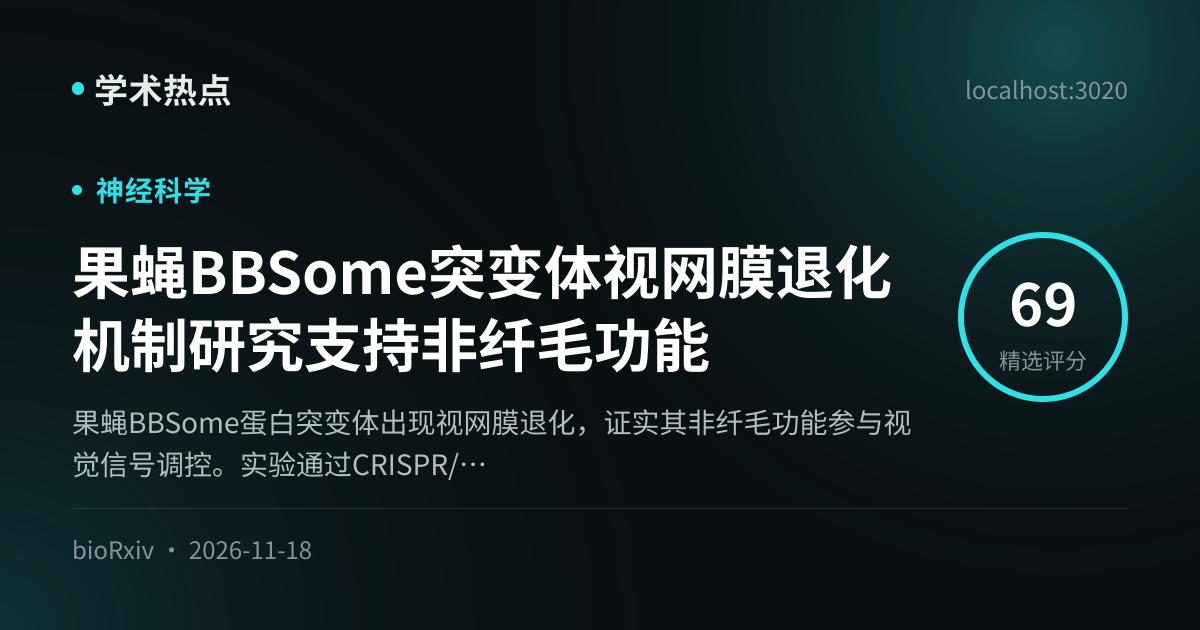 学术热点
localhost:3020
神经科学
果蝇BBSome突变体视网膜退化
机制研究支持非纤毛功能
69
精选评分
果蝇BBSome蛋白突变体出现视网膜退化，证实其非纤毛功能参与视
觉信号调控。实验通过CRISPR/…
bioRxiv · 2026-11-18